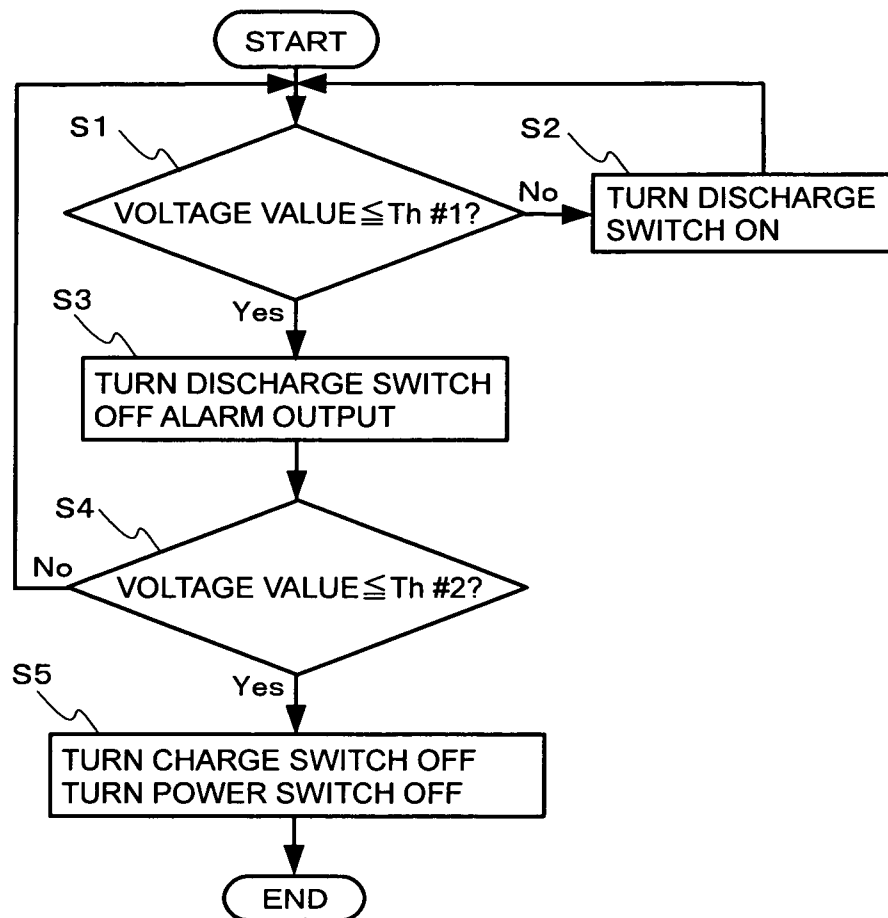 START
S1
VOLTAGE VALUE≦Th #1?
No
S2
TURN DISCHARGE
SWITCH ON
Yes
S3
TURN DISCHARGE SWITCH
OFF ALARM OUTPUT
S4
No
VOLTAGE VALUE≦Th #2?
Yes
S5
TURN CHARGE SWITCH OFF
TURN POWER SWITCH OFF
END